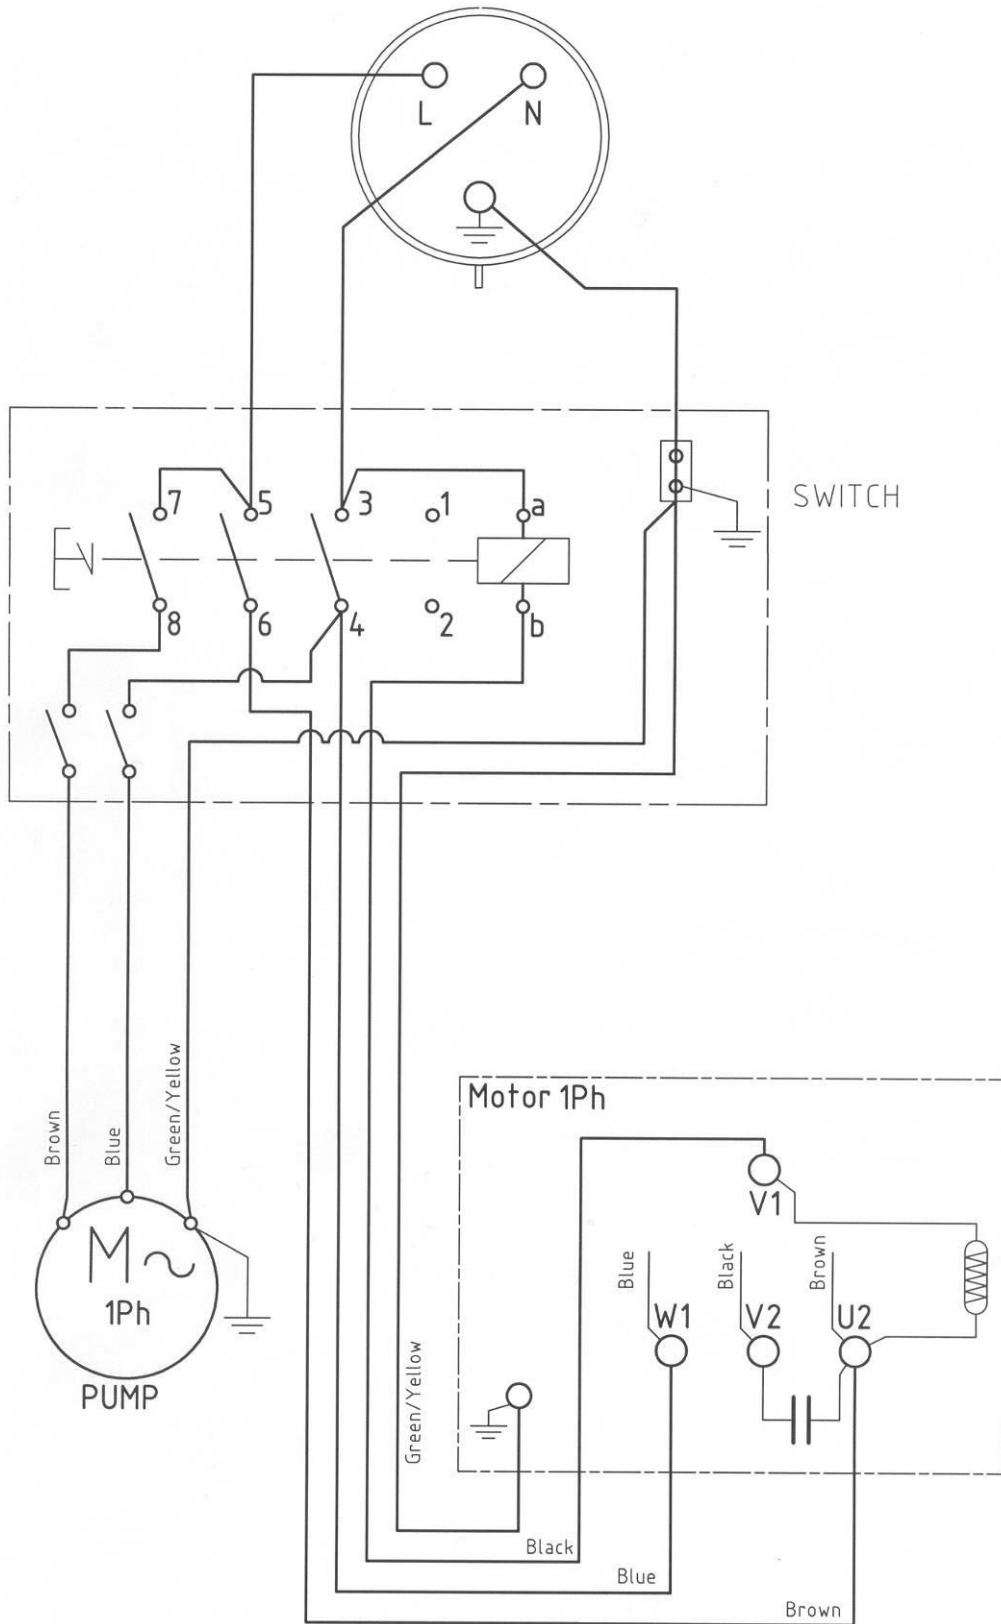 L N
SWITCH
7 5 3 1 a
8 6 4 2 b
Brown
Blue
Green/Yellow
M ~
1Ph
PUMP
Motor 1Ph
V1
Blue
Black
Brown
W1 V2 U2
Green/Yellow
Black
Blue
Brown